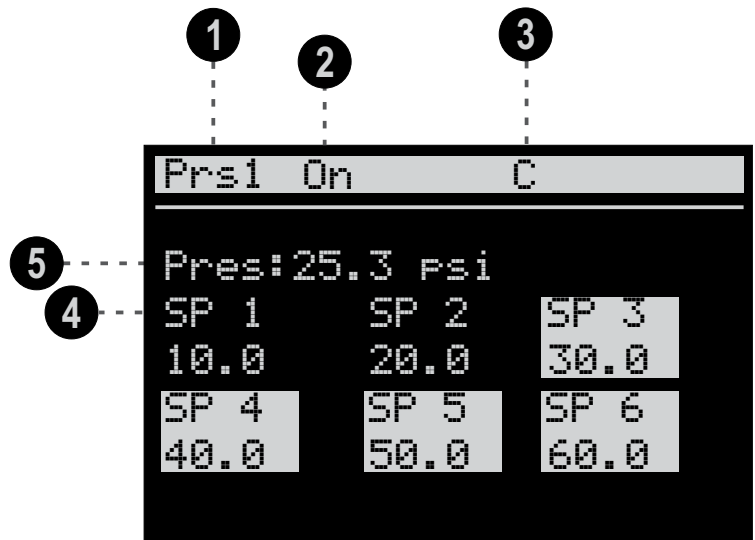 1 2 3
Prs1 On C
5 Pres:25.3 psi
4 SP 1 SP 2 SP 3
10.0 20.0 30.0
SP 4 SP 5 SP 6
40.0 50.0 60.0